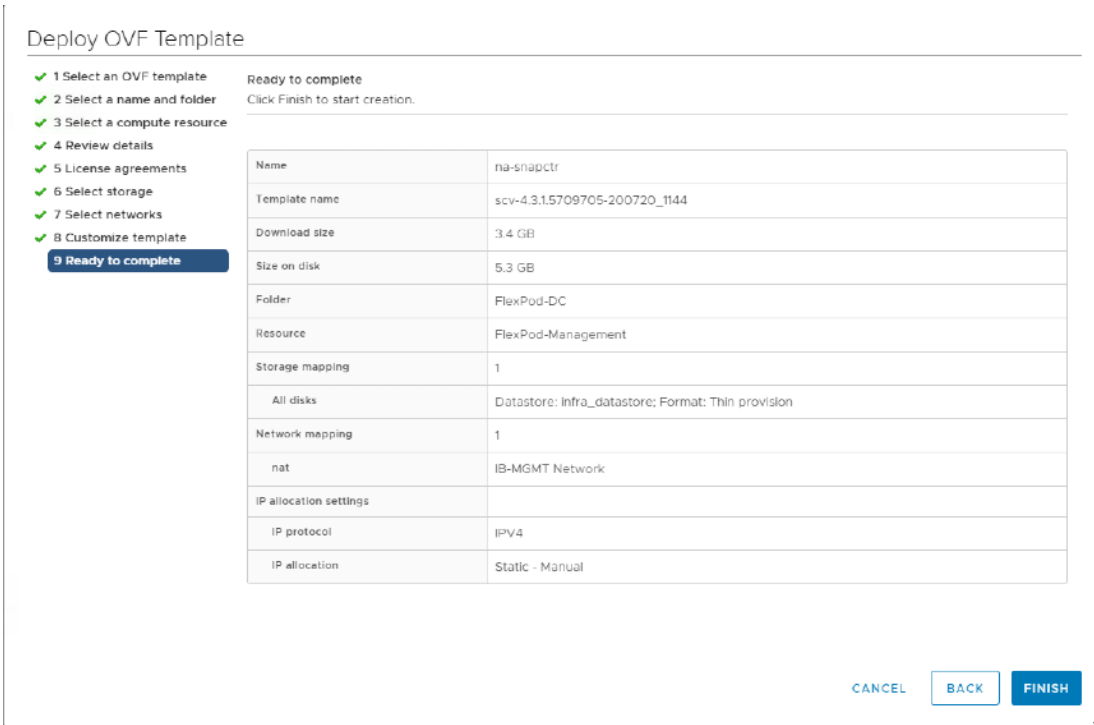 Deploy OVF Template
1 Select an OVF template
2 Select a name and folder
3 Select a compute resource
4 Review details
5 License agreements
6 Select storage
7 Select networks
8 Customize template
9 Ready to complete
Ready to complete
Click Finish to start creation.
Name na-snapctr
Template name scv-4.3.1.5709705-200720_1144
Download size 3.4 GB
Size on disk 5.3 GB
Folder FlexPod-DC
Resource FlexPod-Management
Storage mapping 1
All disks Datastore: infra_datastore; Format: Thin provision
Network mapping 1
nat IB-MGMT Network
IP allocation settings
IP protocol IPV4
IP allocation Static - Manual
CANCEL BACK FINISH